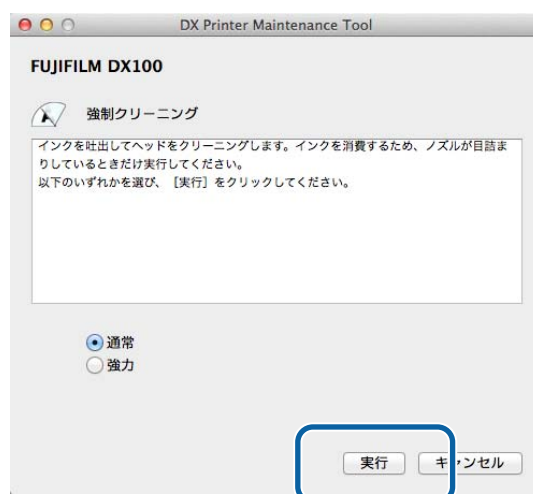 DX Printer Maintenance Tool
FUJIFILM DX100
強制クリーニング
インクを吐出してヘッドをクリーニングします。インクを消費するため、ノズルが目詰ま
りしているときだけ実行してください。
以下のいずれかを選び、［実行］をクリックしてください。
通常
強力
実行 キャンセル